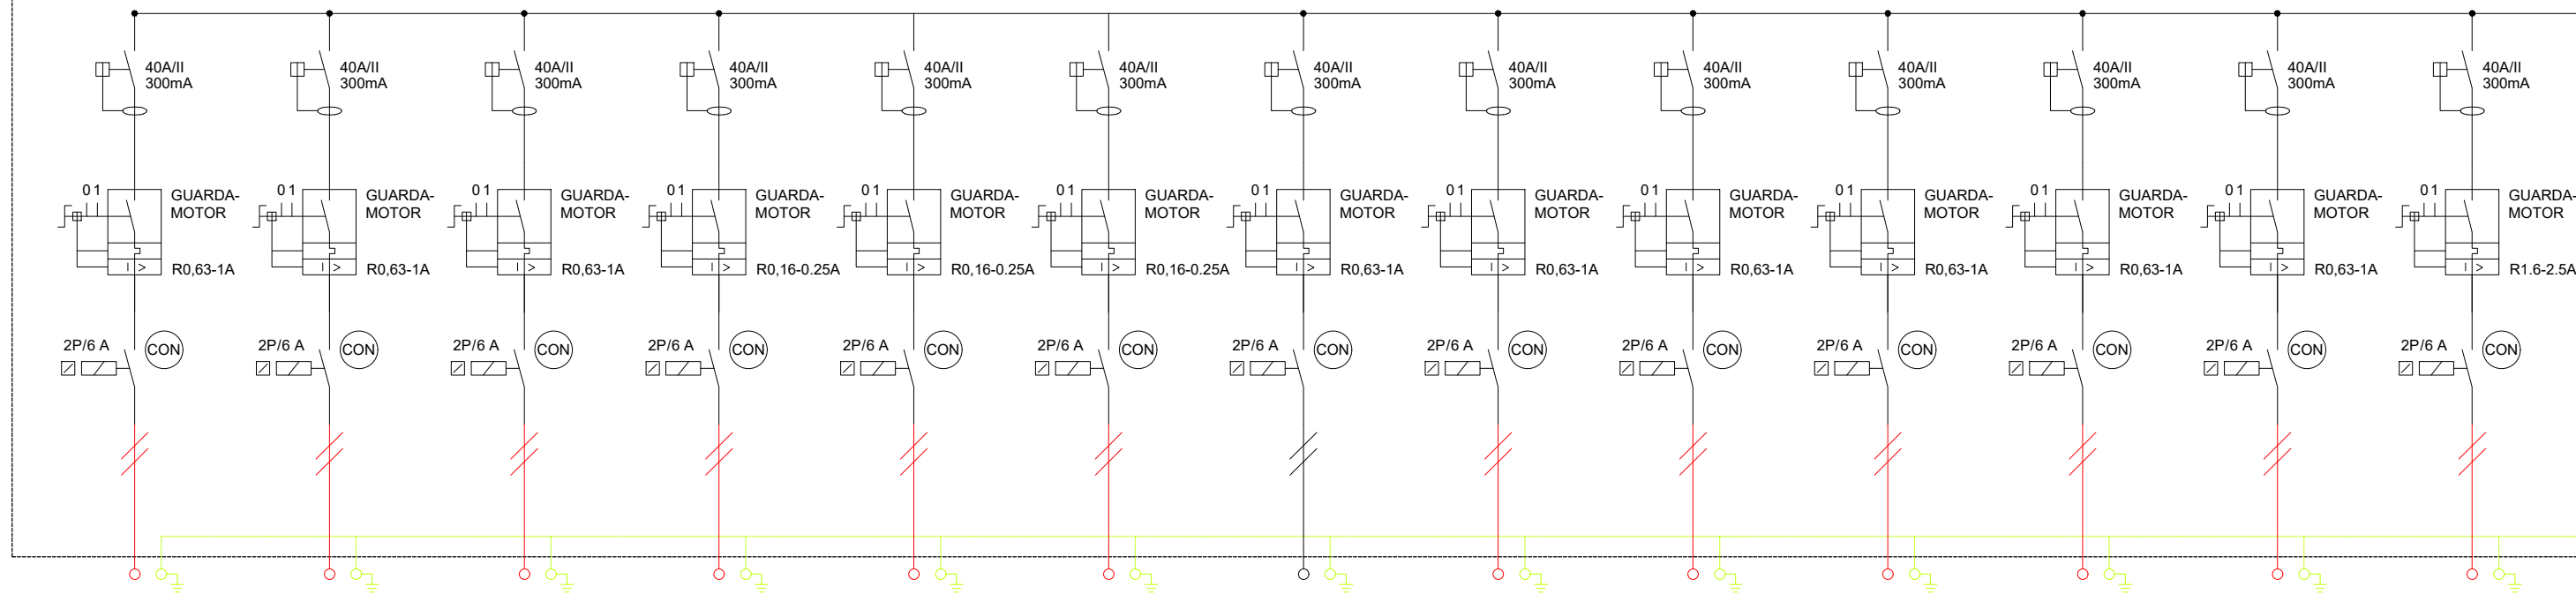 40A/II
300mA
0 1
GUARDA-
MOTOR
R0,63-1A
I >
2P/6 A
CON
40A/II
300mA
0 1
GUARDA-
MOTOR
R0,63-1A
I >
2P/6 A
CON
40A/II
300mA
0 1
GUARDA-
MOTOR
R0,63-1A
I >
2P/6 A
CON
40A/II
300mA
0 1
GUARDA-
MOTOR
R0,16-0.25A
I >
2P/6 A
CON
40A/II
300mA
0 1
GUARDA-
MOTOR
R0,16-0.25A
I >
2P/6 A
CON
40A/II
300mA
0 1
GUARDA-
MOTOR
R0,16-0.25A
I >
2P/6 A
CON
40A/II
300mA
0 1
GUARDA-
MOTOR
R0,63-1A
I >
2P/6 A
CON
40A/II
300mA
0 1
GUARDA-
MOTOR
R0,63-1A
I >
2P/6 A
CON
40A/II
300mA
0 1
GUARDA-
MOTOR
R0,63-1A
I >
2P/6 A
CON
40A/II
300mA
0 1
GUARDA-
MOTOR
R0,63-1A
I >
2P/6 A
CON
40A/II
300mA
0 1
GUARDA-
MOTOR
R0,63-1A
I >
2P/6 A
CON
40A/II
300mA
0 1
GUARDA-
MOTOR
R0,63-1A
I >
2P/6 A
CON
40A/II
300mA
0 1
GUARDA-
MOTOR
R1.6-2.5A
I >
2P/6 A
CON